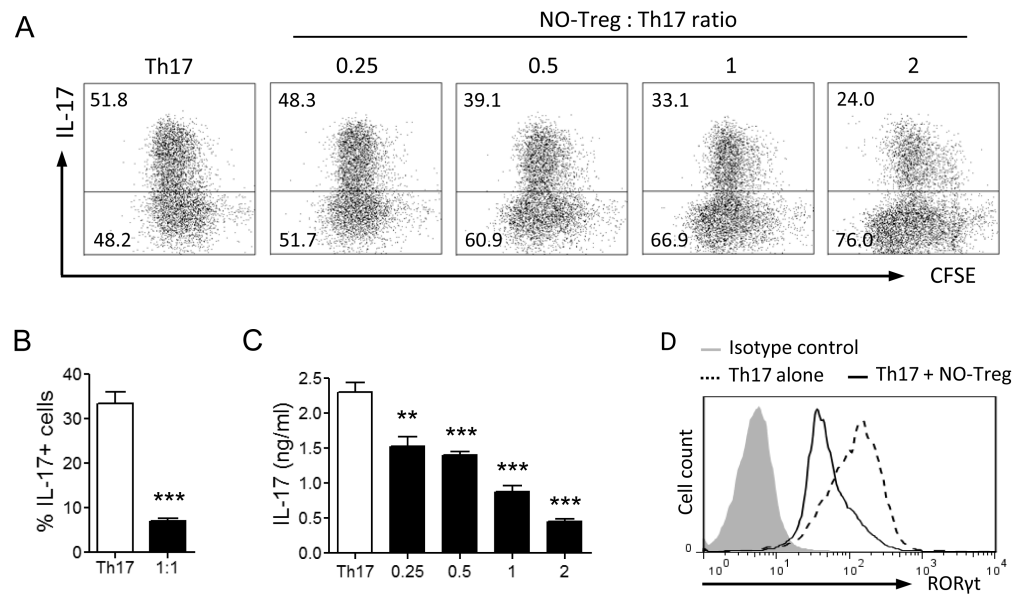 A
NO-Treg : Th17 ratio
Th17 0.25 0.5 1 2
IL-17
51.8 48.3 39.1 33.1 24.0
48.2 51.7 60.9 66.9 76.0
CFSE
B
% IL-17+ cells
40
30
20
10
0
***
Th17 1:1
C
IL-17 (ng/ml)
2.5
2.0
1.5
1.0
0.5
0.0
** *** *** ***
Th17 0.25 0.5 1 2
D
Isotype control
Th17 alone Th17 + NO-Treg
Cell count
0
10^0 10^1 10^2 10^3 10^4
RORγt